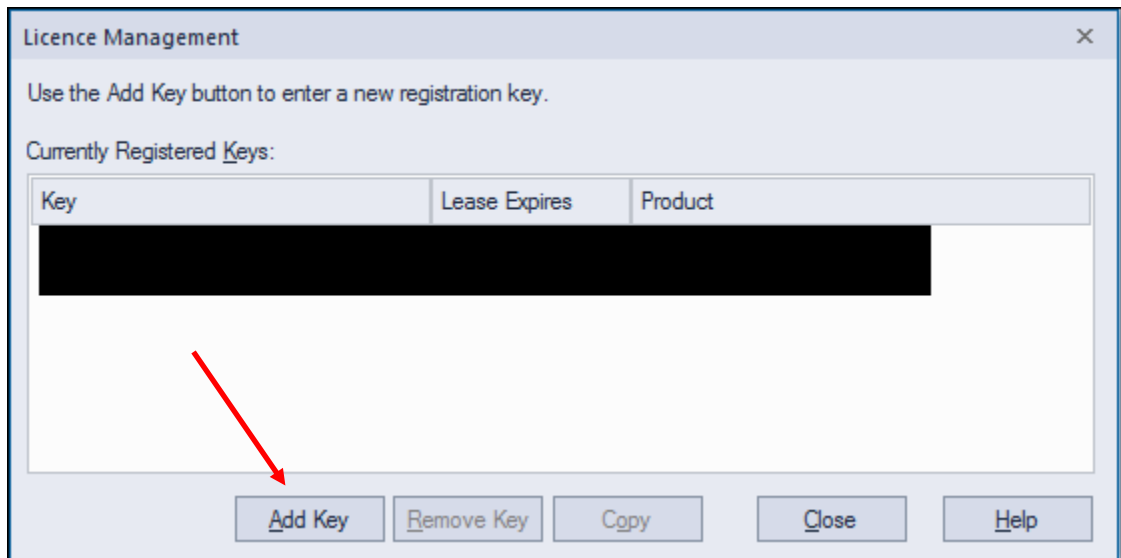 Licence Management
Use the Add Key button to enter a new registration key.
Currently Registered Keys:
Key Lease Expires Product
Add Key Remove Key Copy Close Help